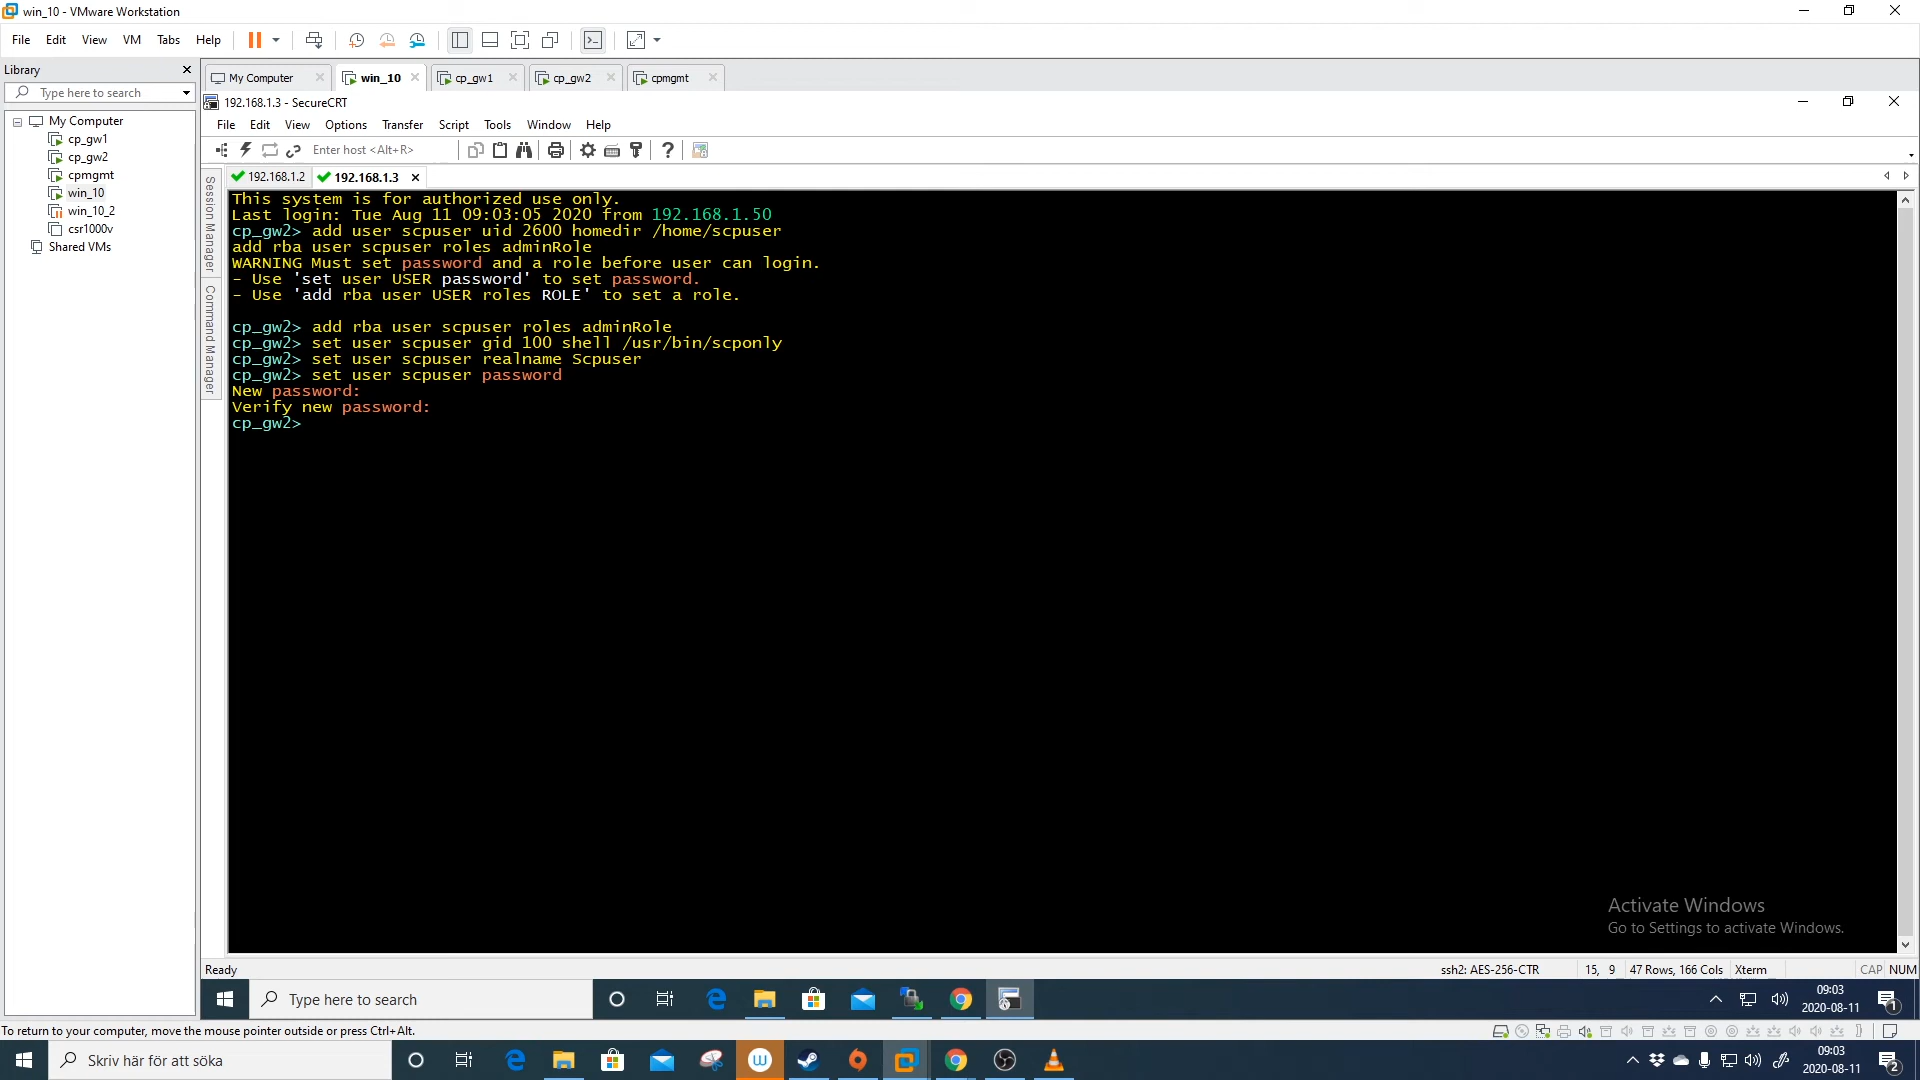 win_10 - VMware Workstation
File Edit View VM Tabs Help
Library
Type here to search
My Computer
cp_gw1
cp_gw2
cpmgmt
win_10
win_10_2
csr1000v
Shared VMs
My Computer win_10 cp_gw1 cp_gw2 cpmgmt
192.168.1.3 - SecureCRT
File Edit View Options Transfer Script Tools Window Help
Enter host <Alt+R>
192.168.1.2 192.168.1.3
Session Manager
Command Manager
This system is for authorized use only.
Last login: Tue Aug 11 09:03:05 2020 from 192.168.1.50
cp_gw2> add user scpuser uid 2600 homedir /home/scpuser
add rba user scpuser roles adminRole
WARNING Must set password and a role before user can login.
- Use 'set user USER password' to set password.
- Use 'add rba user USER roles ROLE' to set a role.
cp_gw2> add rba user scpuser roles adminRole
cp_gw2> set user scpuser gid 100 shell /usr/bin/scponly
cp_gw2> set user scpuser realname Scpuser
cp_gw2> set user scpuser password
New password:
Verify new password:
cp_gw2>
Activate Windows
Go to Settings to activate Windows.
Ready ssh2: AES-256-CTR 15, 9 47 Rows, 166 Cols Xterm CAP NUM
Type here to search
09:03
2020-08-11
1
To return to your computer, move the mouse pointer outside or press Ctrl+Alt.
Skriv här för att söka
09:03
2020-08-11
2